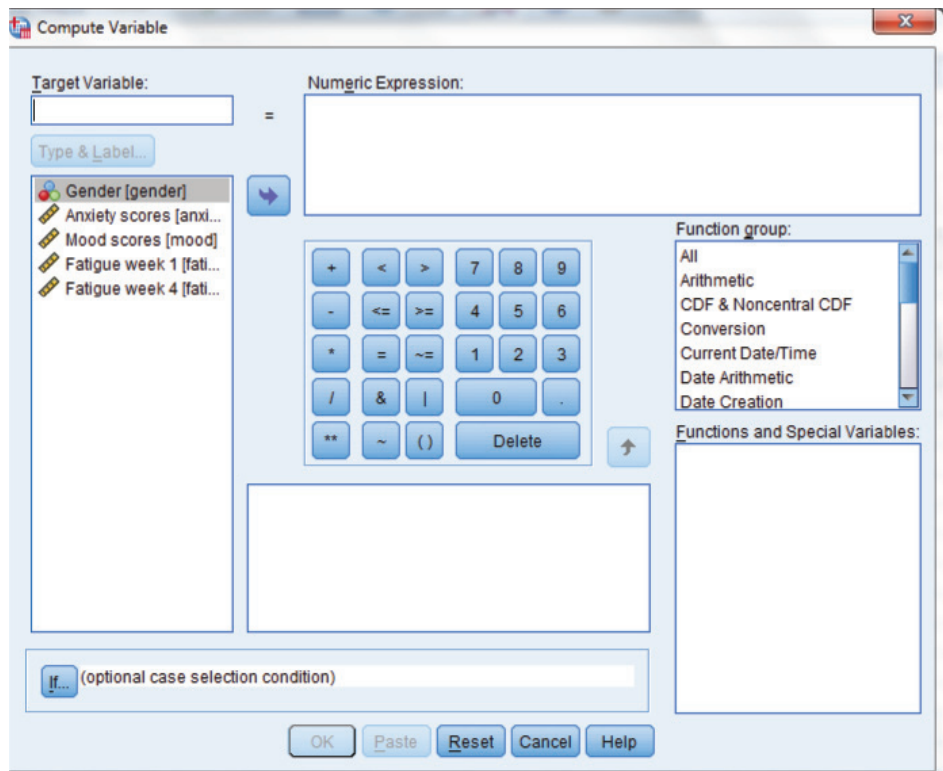 Compute Variable
X
Target Variable:
=
Type & Label...
Gender [gender]
Anxiety scores [anxi...
Mood scores [mood]
Fatigue week 1 [fati...
Fatigue week 4 [fati...
Numeric Expression:
+ < > 7 8 9
- <= >= 4 5 6
* = ~= 1 2 3
/ & | 0 .
** ~ ( ) Delete
Function group:
All
Arithmetic
CDF & Noncentral CDF
Conversion
Current Date/Time
Date Arithmetic
Date Creation
Functions and Special Variables:
If... (optional case selection condition)
OK Paste Reset Cancel Help